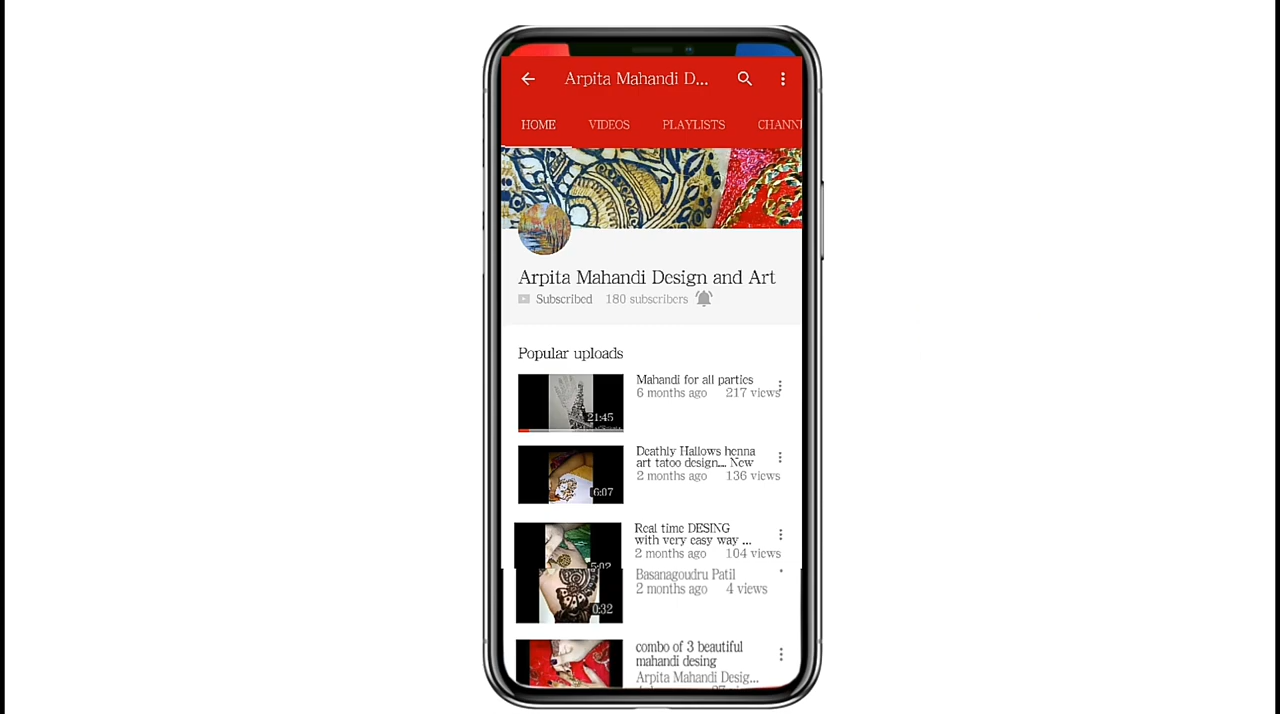 Arpita Mahandi D...
HOME VIDEOS PLAYLISTS CHANN
Arpita Mahandi Design and Art
Subscribed 180 subscribers
Popular uploads
21:45
Mahandi for all parties
6 months ago 217 views
6:07
Deathly Hallows henna
art tatoo design.... New
2 months ago 136 views
5:02
Real time DESING
with very easy way ...
2 months ago 104 views
Basanagoudru Patil
2 months ago 4 views
0:32
combo of 3 beautiful
mahandi desing
Arpita Mahandi Desig...